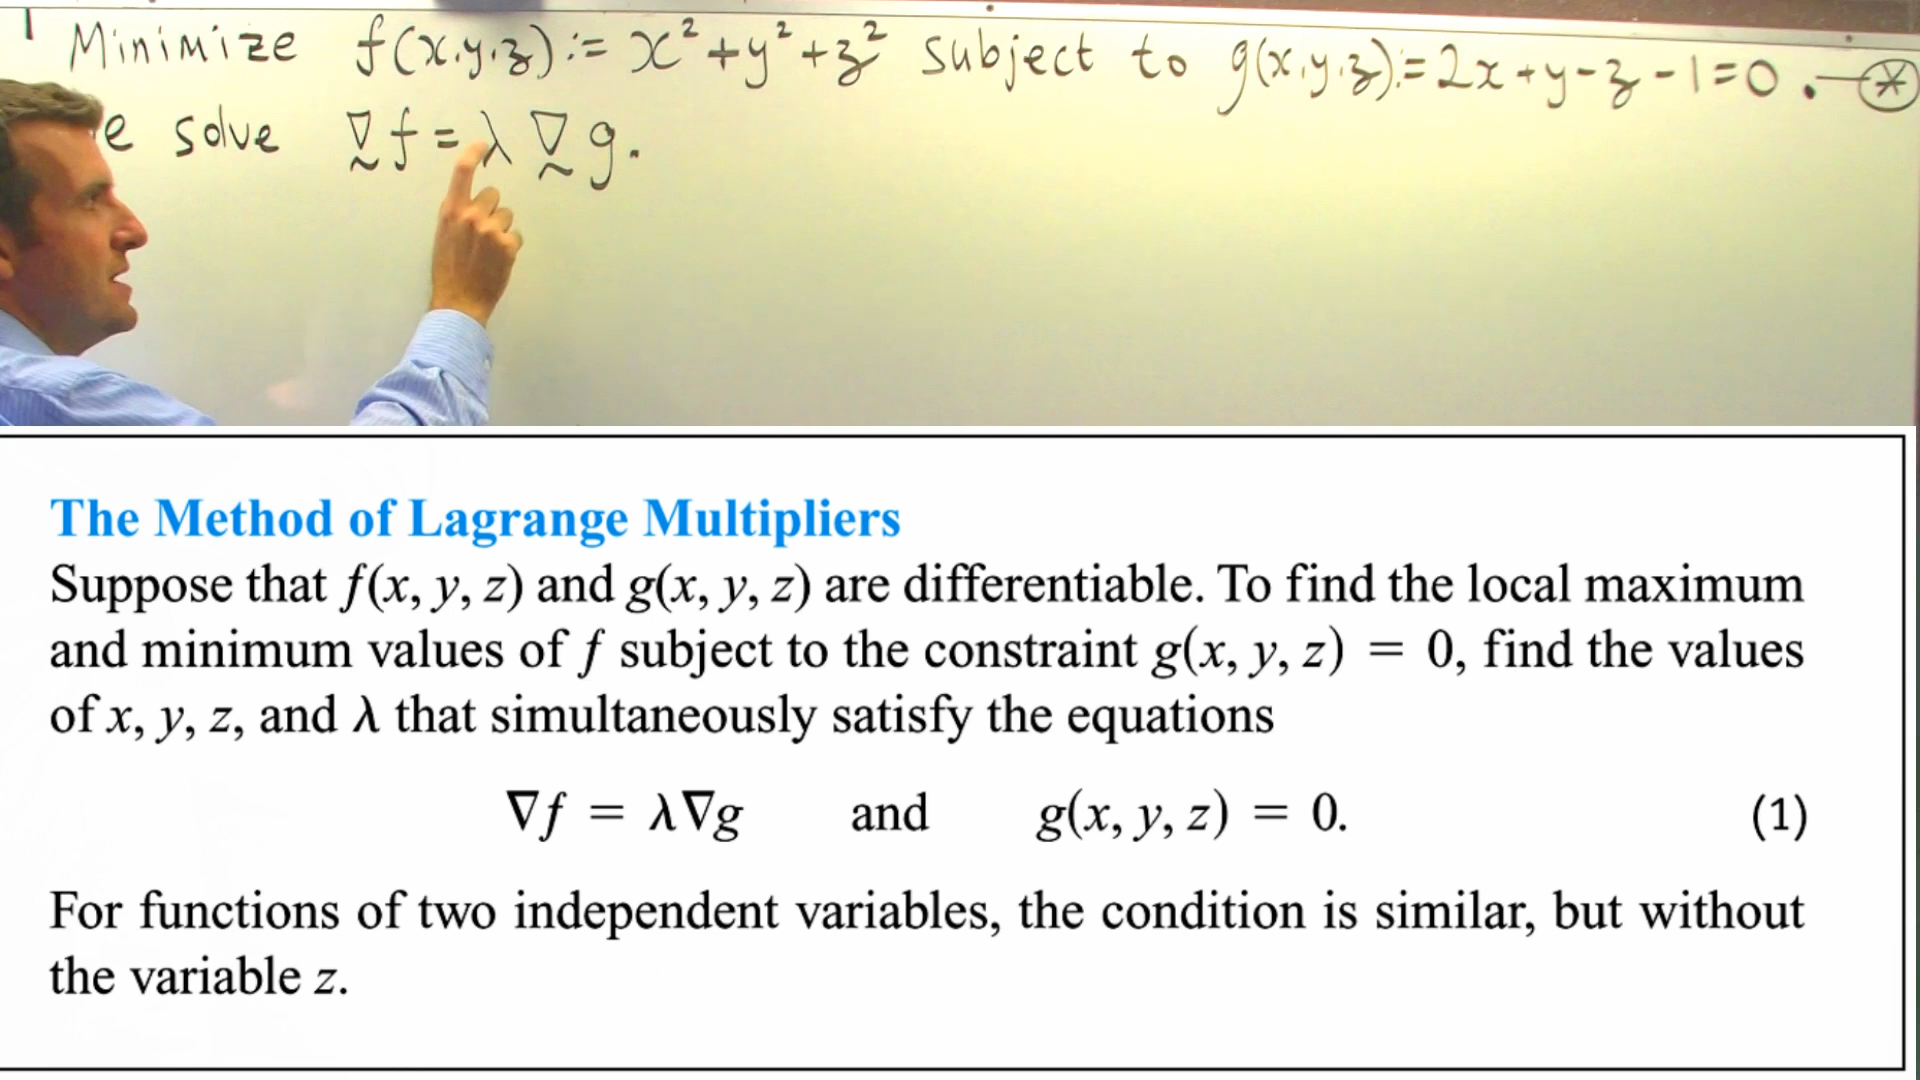 Minimize f(x,y,z) := x² + y² + z² subject to g(x,y,z) := 2x + y - z - 1 = 0. — ⊛
e solve ∇f = λ ∇g.
The Method of Lagrange Multipliers
Suppose that f(x, y, z) and g(x, y, z) are differentiable. To find the local maximum
and minimum values of f subject to the constraint g(x, y, z) = 0, find the values
of x, y, z, and λ that simultaneously satisfy the equations
∇f = λ∇g and g(x, y, z) = 0. (1)
For functions of two independent variables, the condition is similar, but without
the variable z.